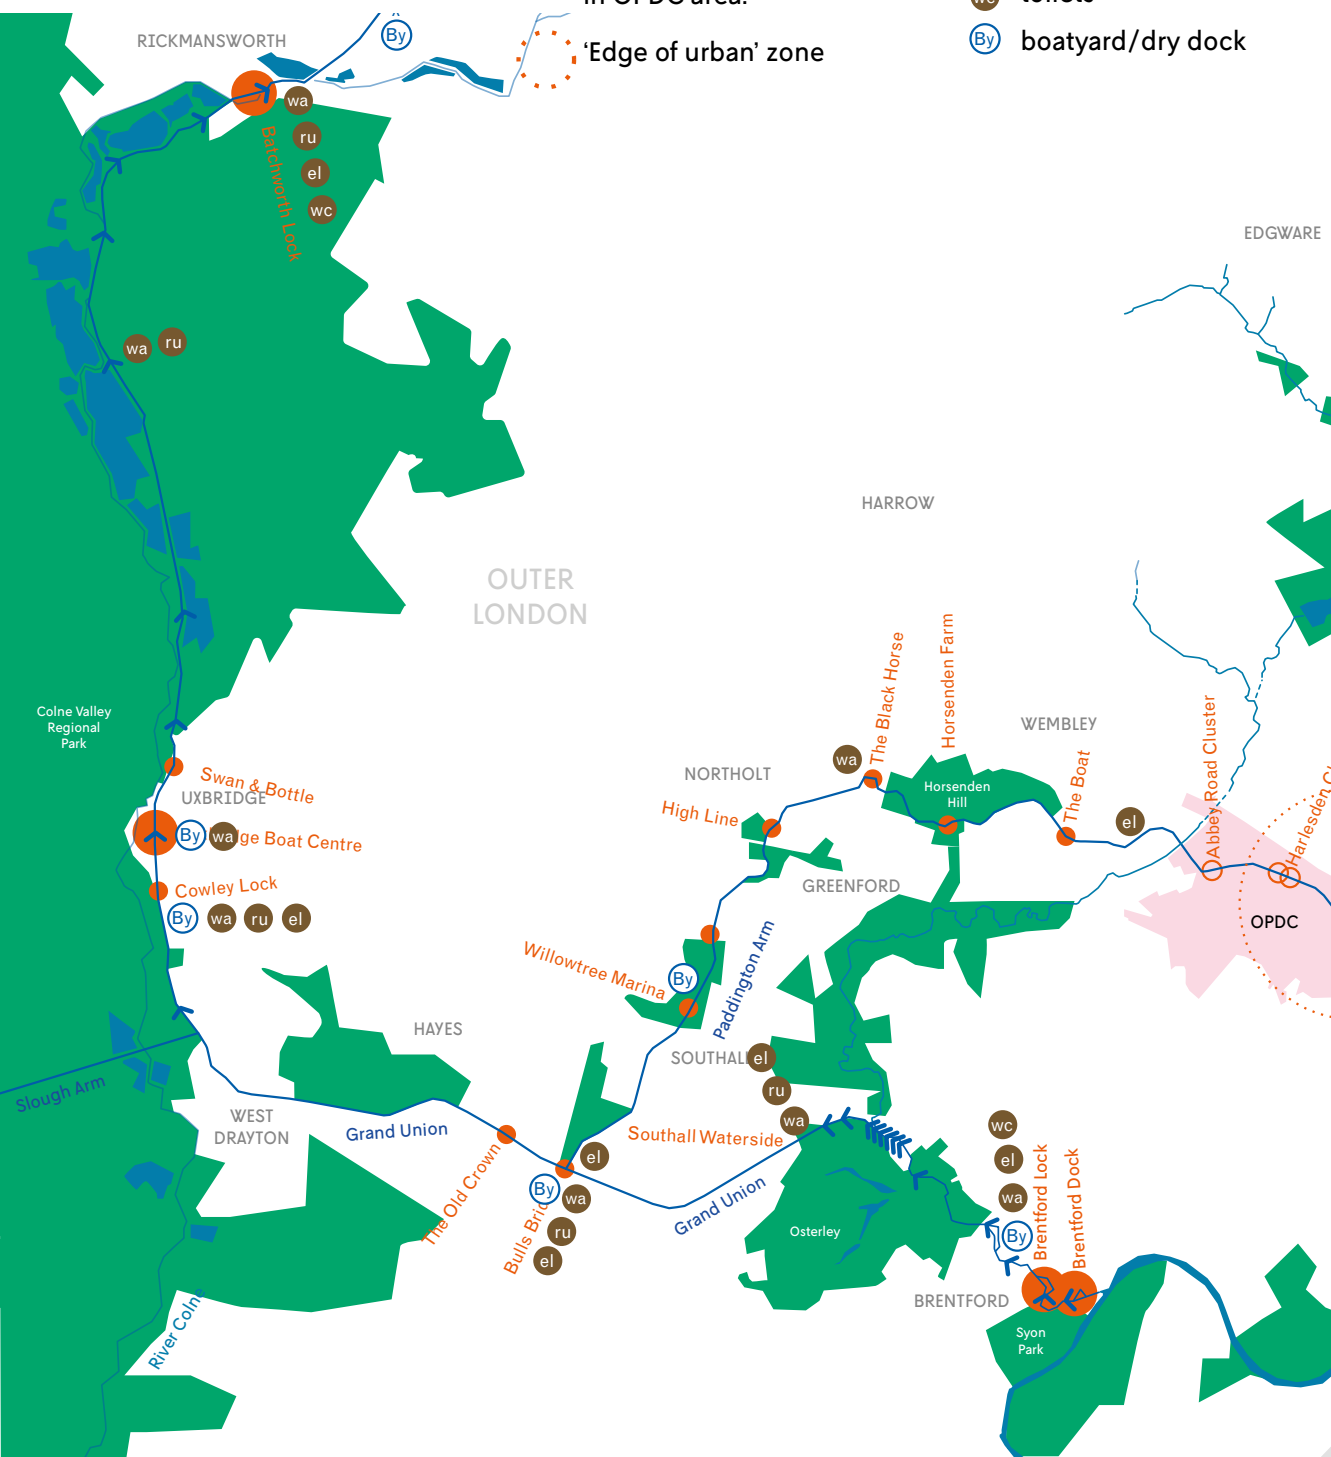 toilets
RICKMANSWORTH
By
'Edge of urban' zone
By
boatyard/dry dock
wa
ru
el
wc
Batchworth Lock
EDGWARE
wa
ru
HARROW
OUTER
LONDON
Colne Valley
Regional
Park
The Black Horse
Horsenden Farm
WEMBLEY
The Boat
Abbey Road Cluster
wa
NORTHOLT
Horsenden
Hill
High Line
el
Swan & Bottle
UXBRIDGE
By
wa
ge Boat Centre
Cowley Lock
By
wa
ru
el
GREENFORD
OPDC
Harlesden
Willowtree Marina
By
Paddington Arm
HAYES
SOUTHALL
el
ru
wa
Southall Waterside
Slough Arm
WEST
DRAYTON
Grand Union
The Old Crown
el
By
wa
ru
el
Bulls
Grand Union
Osterley
wc
el
wa
By
Brentford Lock
Brentford Dock
BRENTFORD
Syon
Park
River Colne